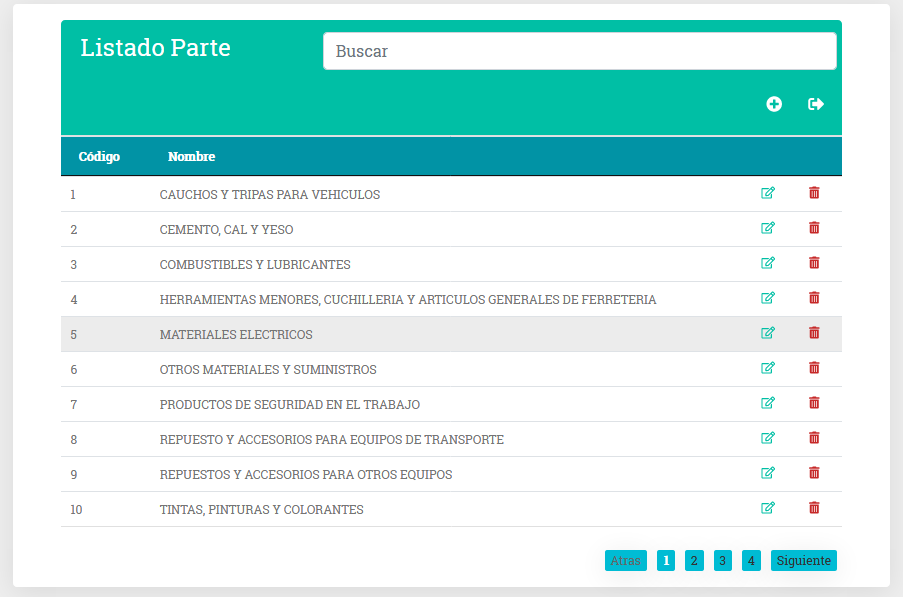 Listado Parte
Buscar
Código Nombre
1 CAUCHOS Y TRIPAS PARA VEHICULOS
2 CEMENTO, CAL Y YESO
3 COMBUSTIBLES Y LUBRICANTES
4 HERRAMIENTAS MENORES, CUCHILLERIA Y ARTICULOS GENERALES DE FERRETERIA
5 MATERIALES ELECTRICOS
6 OTROS MATERIALES Y SUMINISTROS
7 PRODUCTOS DE SEGURIDAD EN EL TRABAJO
8 REPUESTO Y ACCESORIOS PARA EQUIPOS DE TRANSPORTE
9 REPUESTOS Y ACCESORIOS PARA OTROS EQUIPOS
10 TINTAS, PINTURAS Y COLORANTES
Atras 1 2 3 4 Siguiente